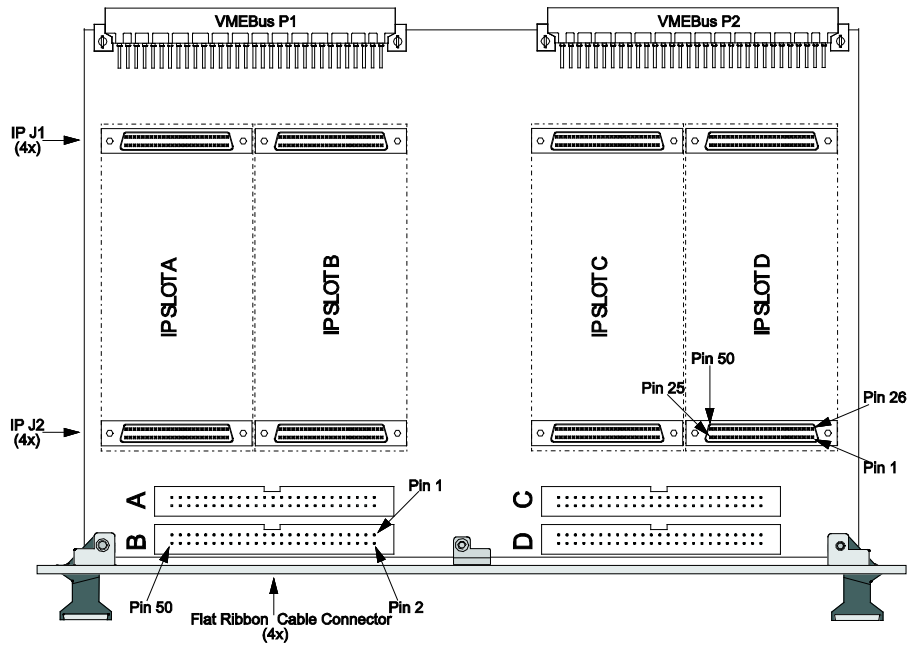 VMEBus P1
VMEBus P2
IP J1
(4x)
IP SLOT A
IP SLOT B
IP SLOT C
IP SLOT D
Pin 50
Pin 25
Pin 26
IP J2
(4x)
Pin 1
A
Pin 1
C
B
D
Pin 50
Pin 2
Flat Ribbon Cable Connector
(4x)